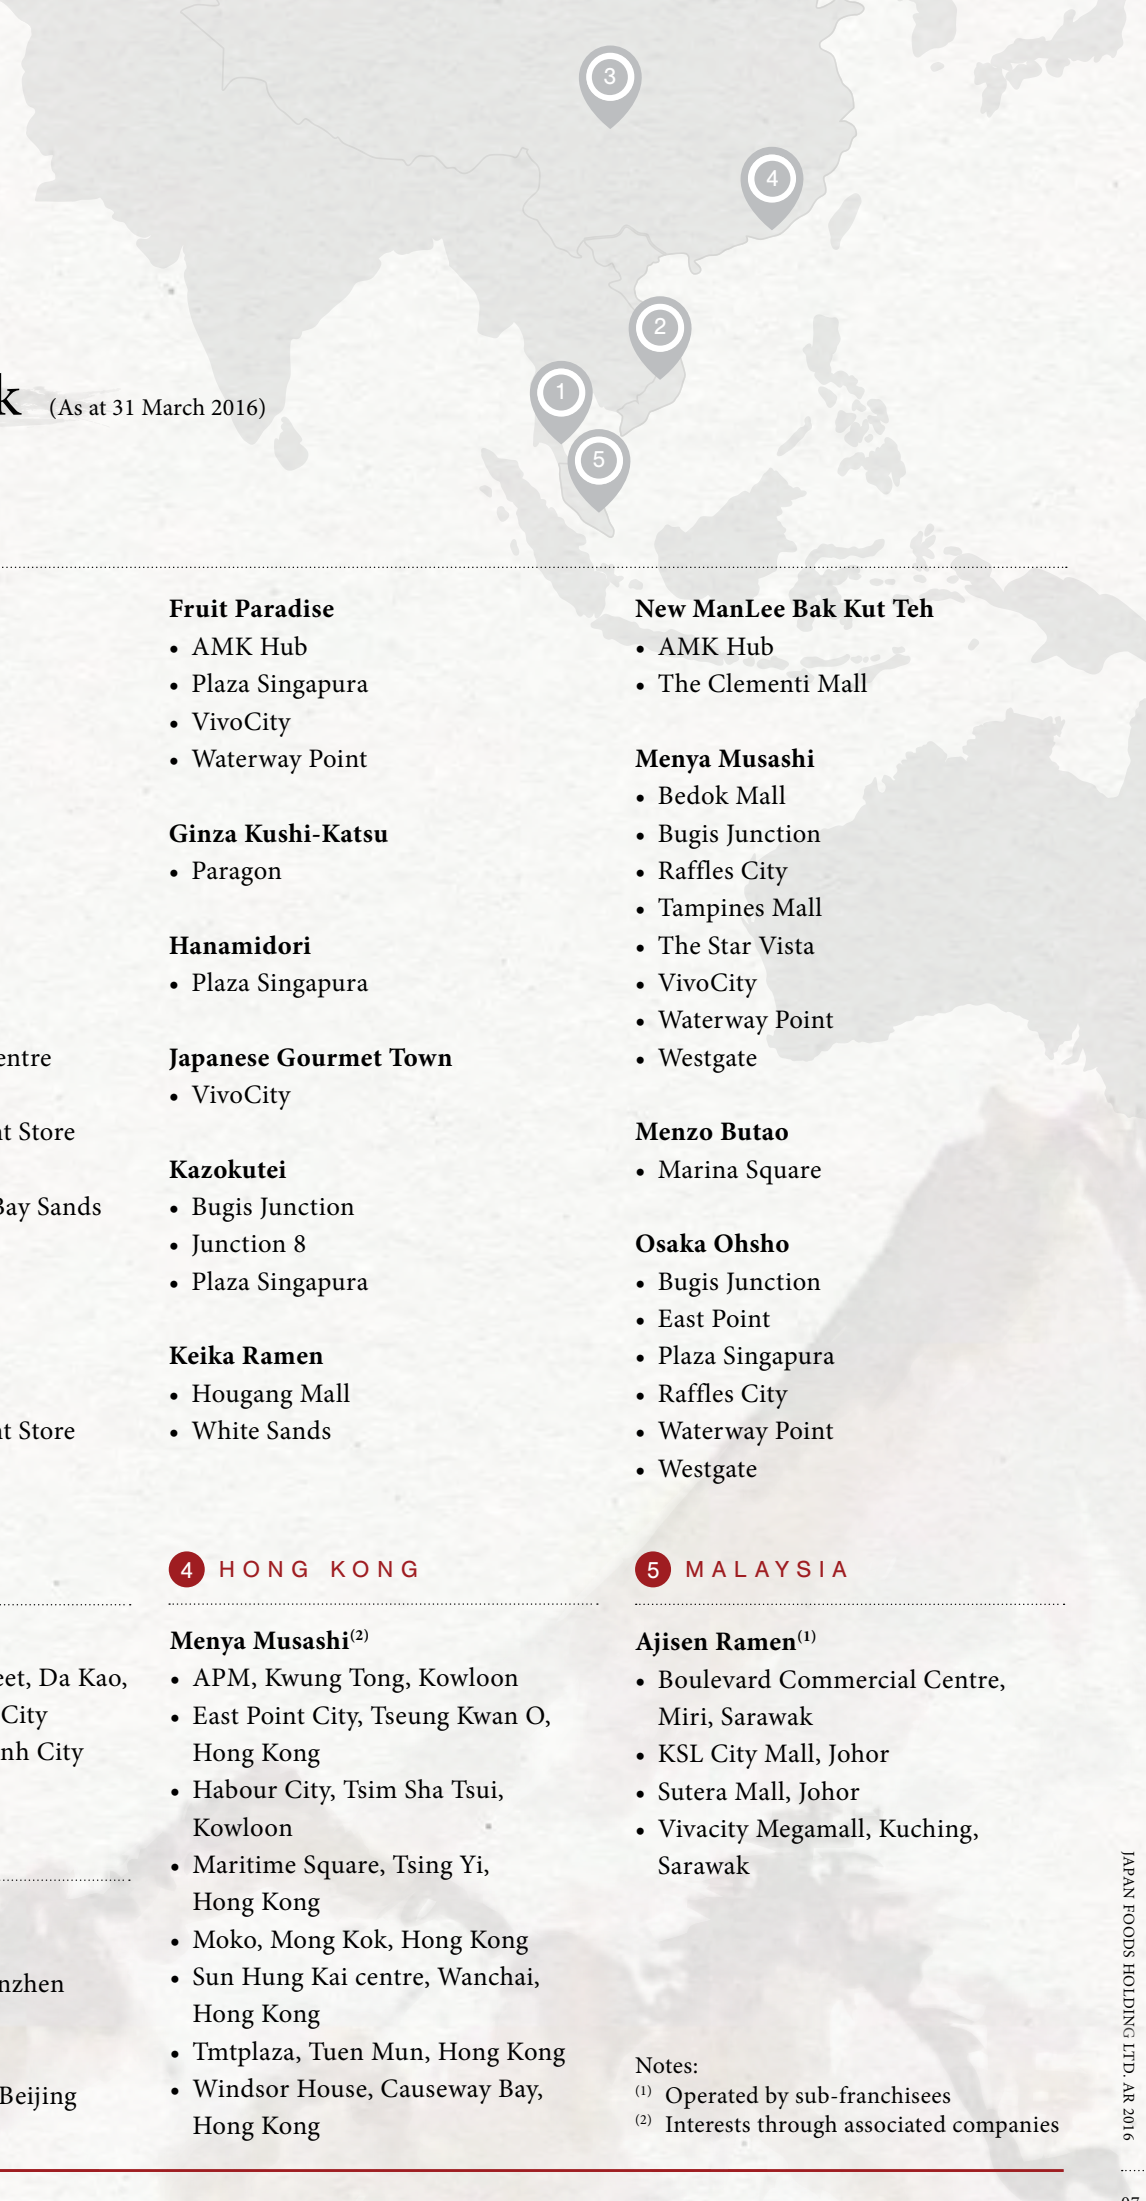 3
4
2
1
5
k (As at 31 March 2016)
entre
nt Store
Bay Sands
nt Store
Fruit Paradise
• AMK Hub
• Plaza Singapura
• VivoCity
• Waterway Point
Ginza Kushi-Katsu
• Paragon
Hanamidori
• Plaza Singapura
Japanese Gourmet Town
• VivoCity
Kazokutei
• Bugis Junction
• Junction 8
• Plaza Singapura
Keika Ramen
• Hougang Mall
• White Sands
New ManLee Bak Kut Teh
• AMK Hub
• The Clementi Mall
Menya Musashi
• Bedok Mall
• Bugis Junction
• Raffles City
• Tampines Mall
• The Star Vista
• VivoCity
• Waterway Point
• Westgate
Menzo Butao
• Marina Square
Osaka Ohsho
• Bugis Junction
• East Point
• Plaza Singapura
• Raffles City
• Waterway Point
• Westgate
eet, Da Kao,
City
nh City
nzhen
Beijing
4 HONG KONG
Menya Musashi(2)
• APM, Kwung Tong, Kowloon
• East Point City, Tseung Kwan O,
Hong Kong
• Habour City, Tsim Sha Tsui,
Kowloon
• Maritime Square, Tsing Yi,
Hong Kong
• Moko, Mong Kok, Hong Kong
• Sun Hung Kai centre, Wanchai,
Hong Kong
• Tmtplaza, Tuen Mun, Hong Kong
• Windsor House, Causeway Bay,
Hong Kong
5 MALAYSIA
Ajisen Ramen(1)
• Boulevard Commercial Centre,
Miri, Sarawak
• KSL City Mall, Johor
• Sutera Mall, Johor
• Vivacity Megamall, Kuching,
Sarawak
Notes:
(1) Operated by sub-franchisees
(2) Interests through associated companies
JAPAN FOODS HOLDING LTD. AR 2016